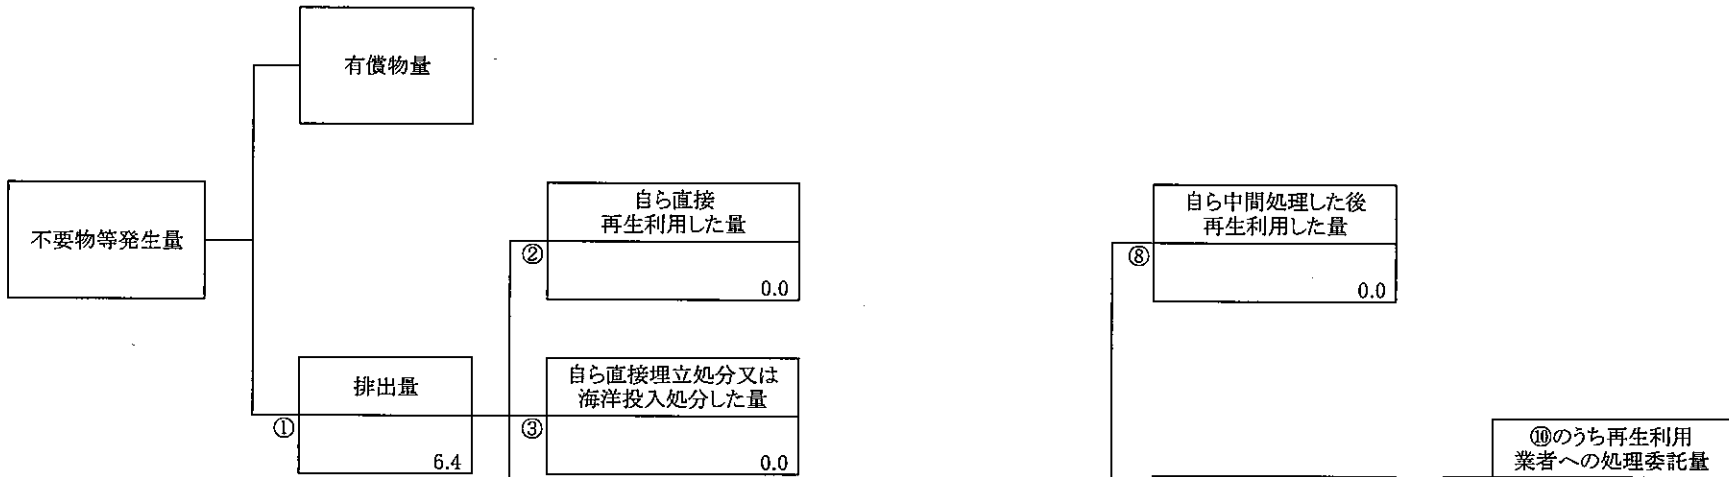 有償物量
不要物等発生量
自ら直接
再生利用した量
②
0.0
自ら中間処理した後
再生利用した量
⑧
0.0
排出量
①
6.4
自ら直接埋立処分又は
海洋投入処分した量
③
0.0
⑩のうち再生利用
業者への処理委託量